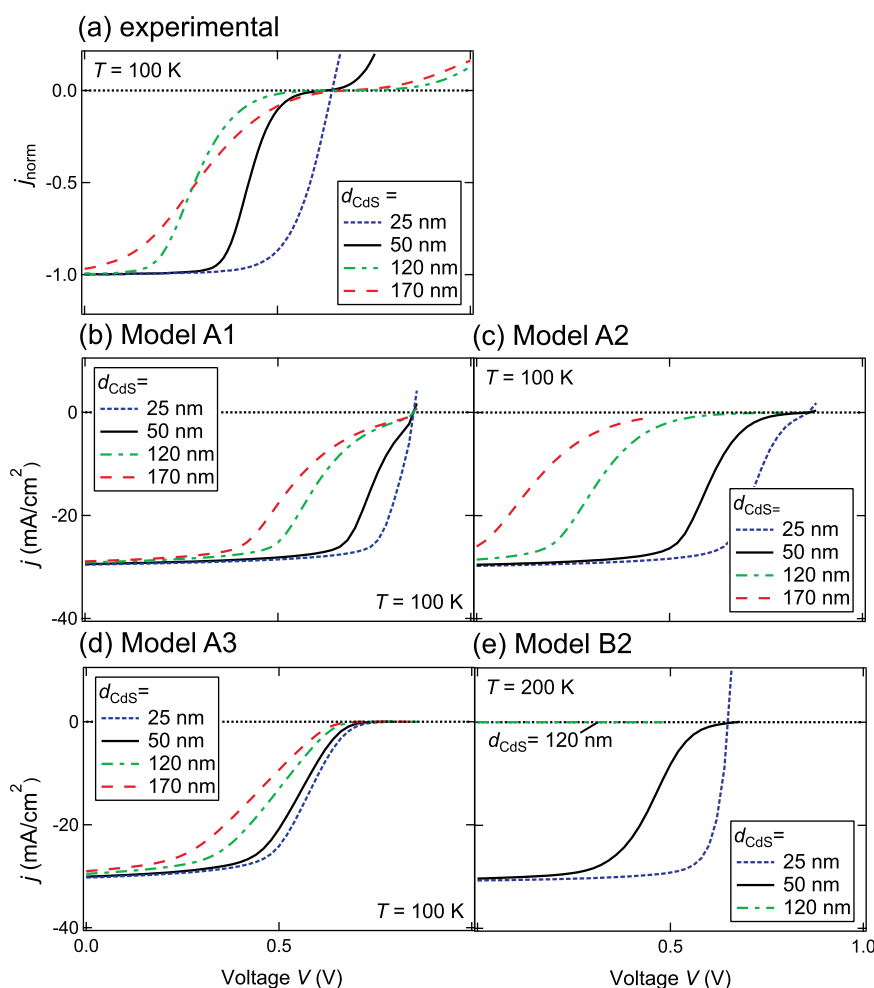 (a) experimental
T = 100 K
0.0
-0.5
-1.0
j_norm
d_CdS =
25 nm
50 nm
120 nm
170 nm
(b) Model A1
d_CdS=
25 nm
50 nm
120 nm
170 nm
0
-20
-40
j (mA/cm²)
T = 100 K
(c) Model A2
T = 100 K
d_CdS=
25 nm
50 nm
120 nm
170 nm
(d) Model A3
d_CdS=
25 nm
50 nm
120 nm
170 nm
0
-20
-40
j (mA/cm²)
T = 100 K
0.0
0.5
Voltage V (V)
(e) Model B2
T = 200 K
d_CdS= 120 nm
d_CdS=
25 nm
50 nm
120 nm
0.5
1.0
Voltage V (V)